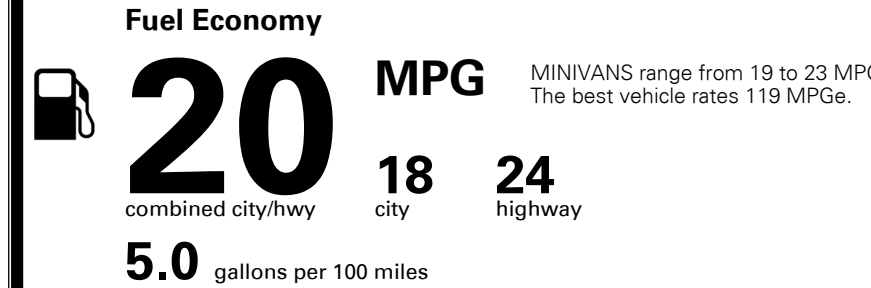 Fuel Economy
20 MPG
MINIVANS range from 19 to 23 MPG
The best vehicle rates 119 MPGe.
18 24
combined city/hwy city highway
5.0 gallons per 100 miles